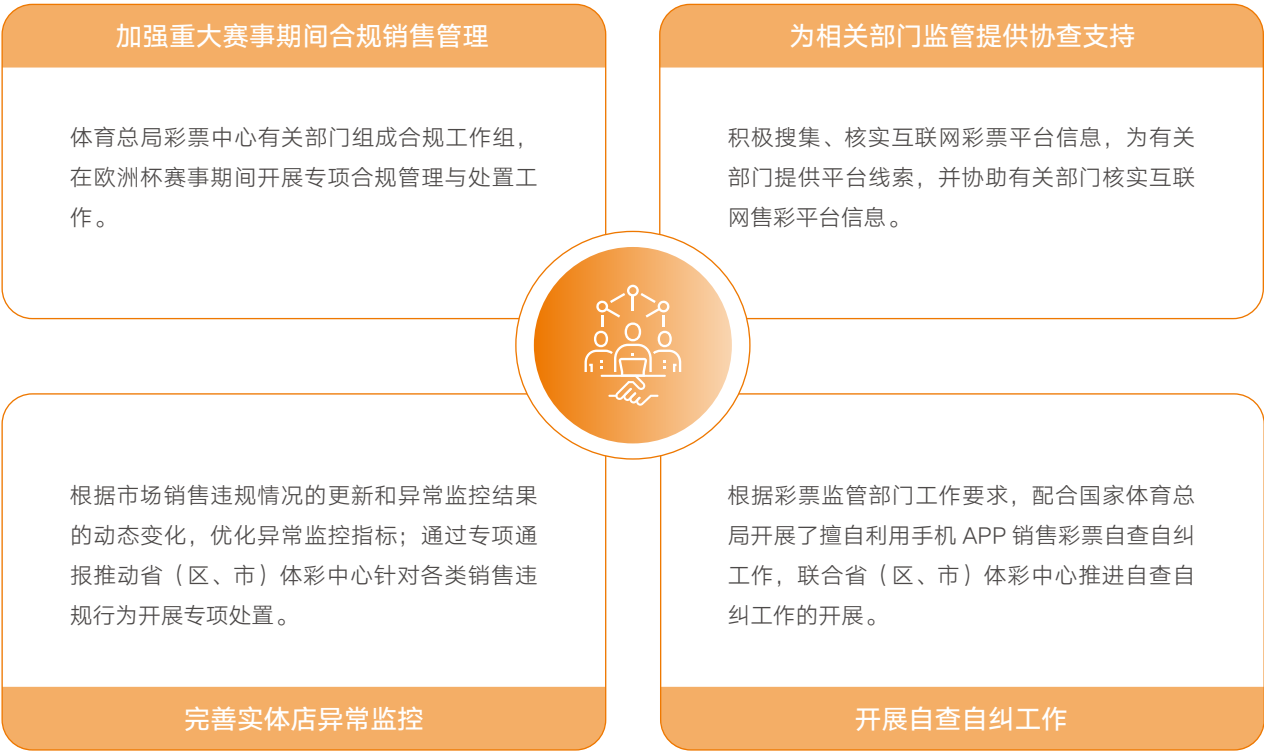 加强重大赛事期间合规销售管理
体育总局彩票中心有关部门组成合规工作组，
在欧洲杯赛事期间开展专项合规管理与处置工
作。
为相关部门监管提供协查支持
积极搜集、核实互联网彩票平台信息，为有关
部门提供平台线索，并协助有关部门核实互联
网售彩平台信息。
根据市场销售违规情况的更新和异常监控结果
的动态变化，优化异常监控指标；通过专项通
报推动省（区、市）体彩中心针对各类销售违
规行为开展专项处置。
完善实体店异常监控
根据彩票监管部门工作要求，配合国家体育总
局开展了擅自利用手机 APP 销售彩票自查自纠
工作，联合省（区、市）体彩中心推进自查自
纠工作的开展。
开展自查自纠工作